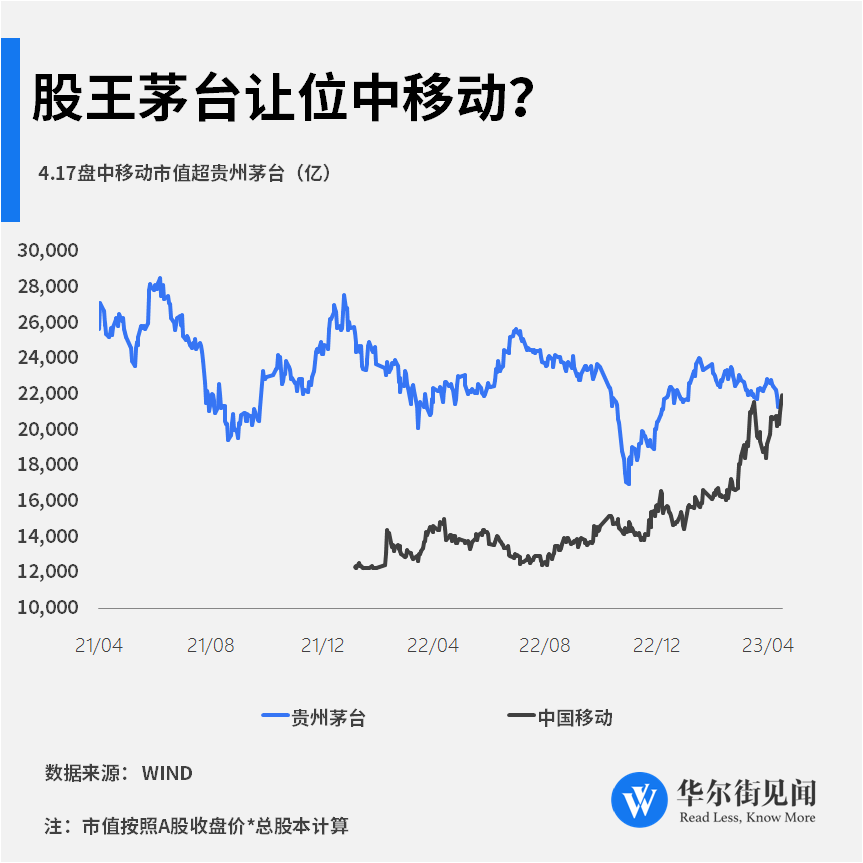 股王茅台让位中移动?
4.17盘中移动市值超贵州茅台（亿）
30,000
28,000
26,000
24,000
22,000
20,000
18,000
16,000
14,000
12,000
10,000
21/04 21/08 21/12 22/04 22/08 22/12 23/04
贵州茅台 中国移动
数据来源： WIND
注：市值按照A股收盘价*总股本计算
W
华尔街见闻
Read Less, Know More